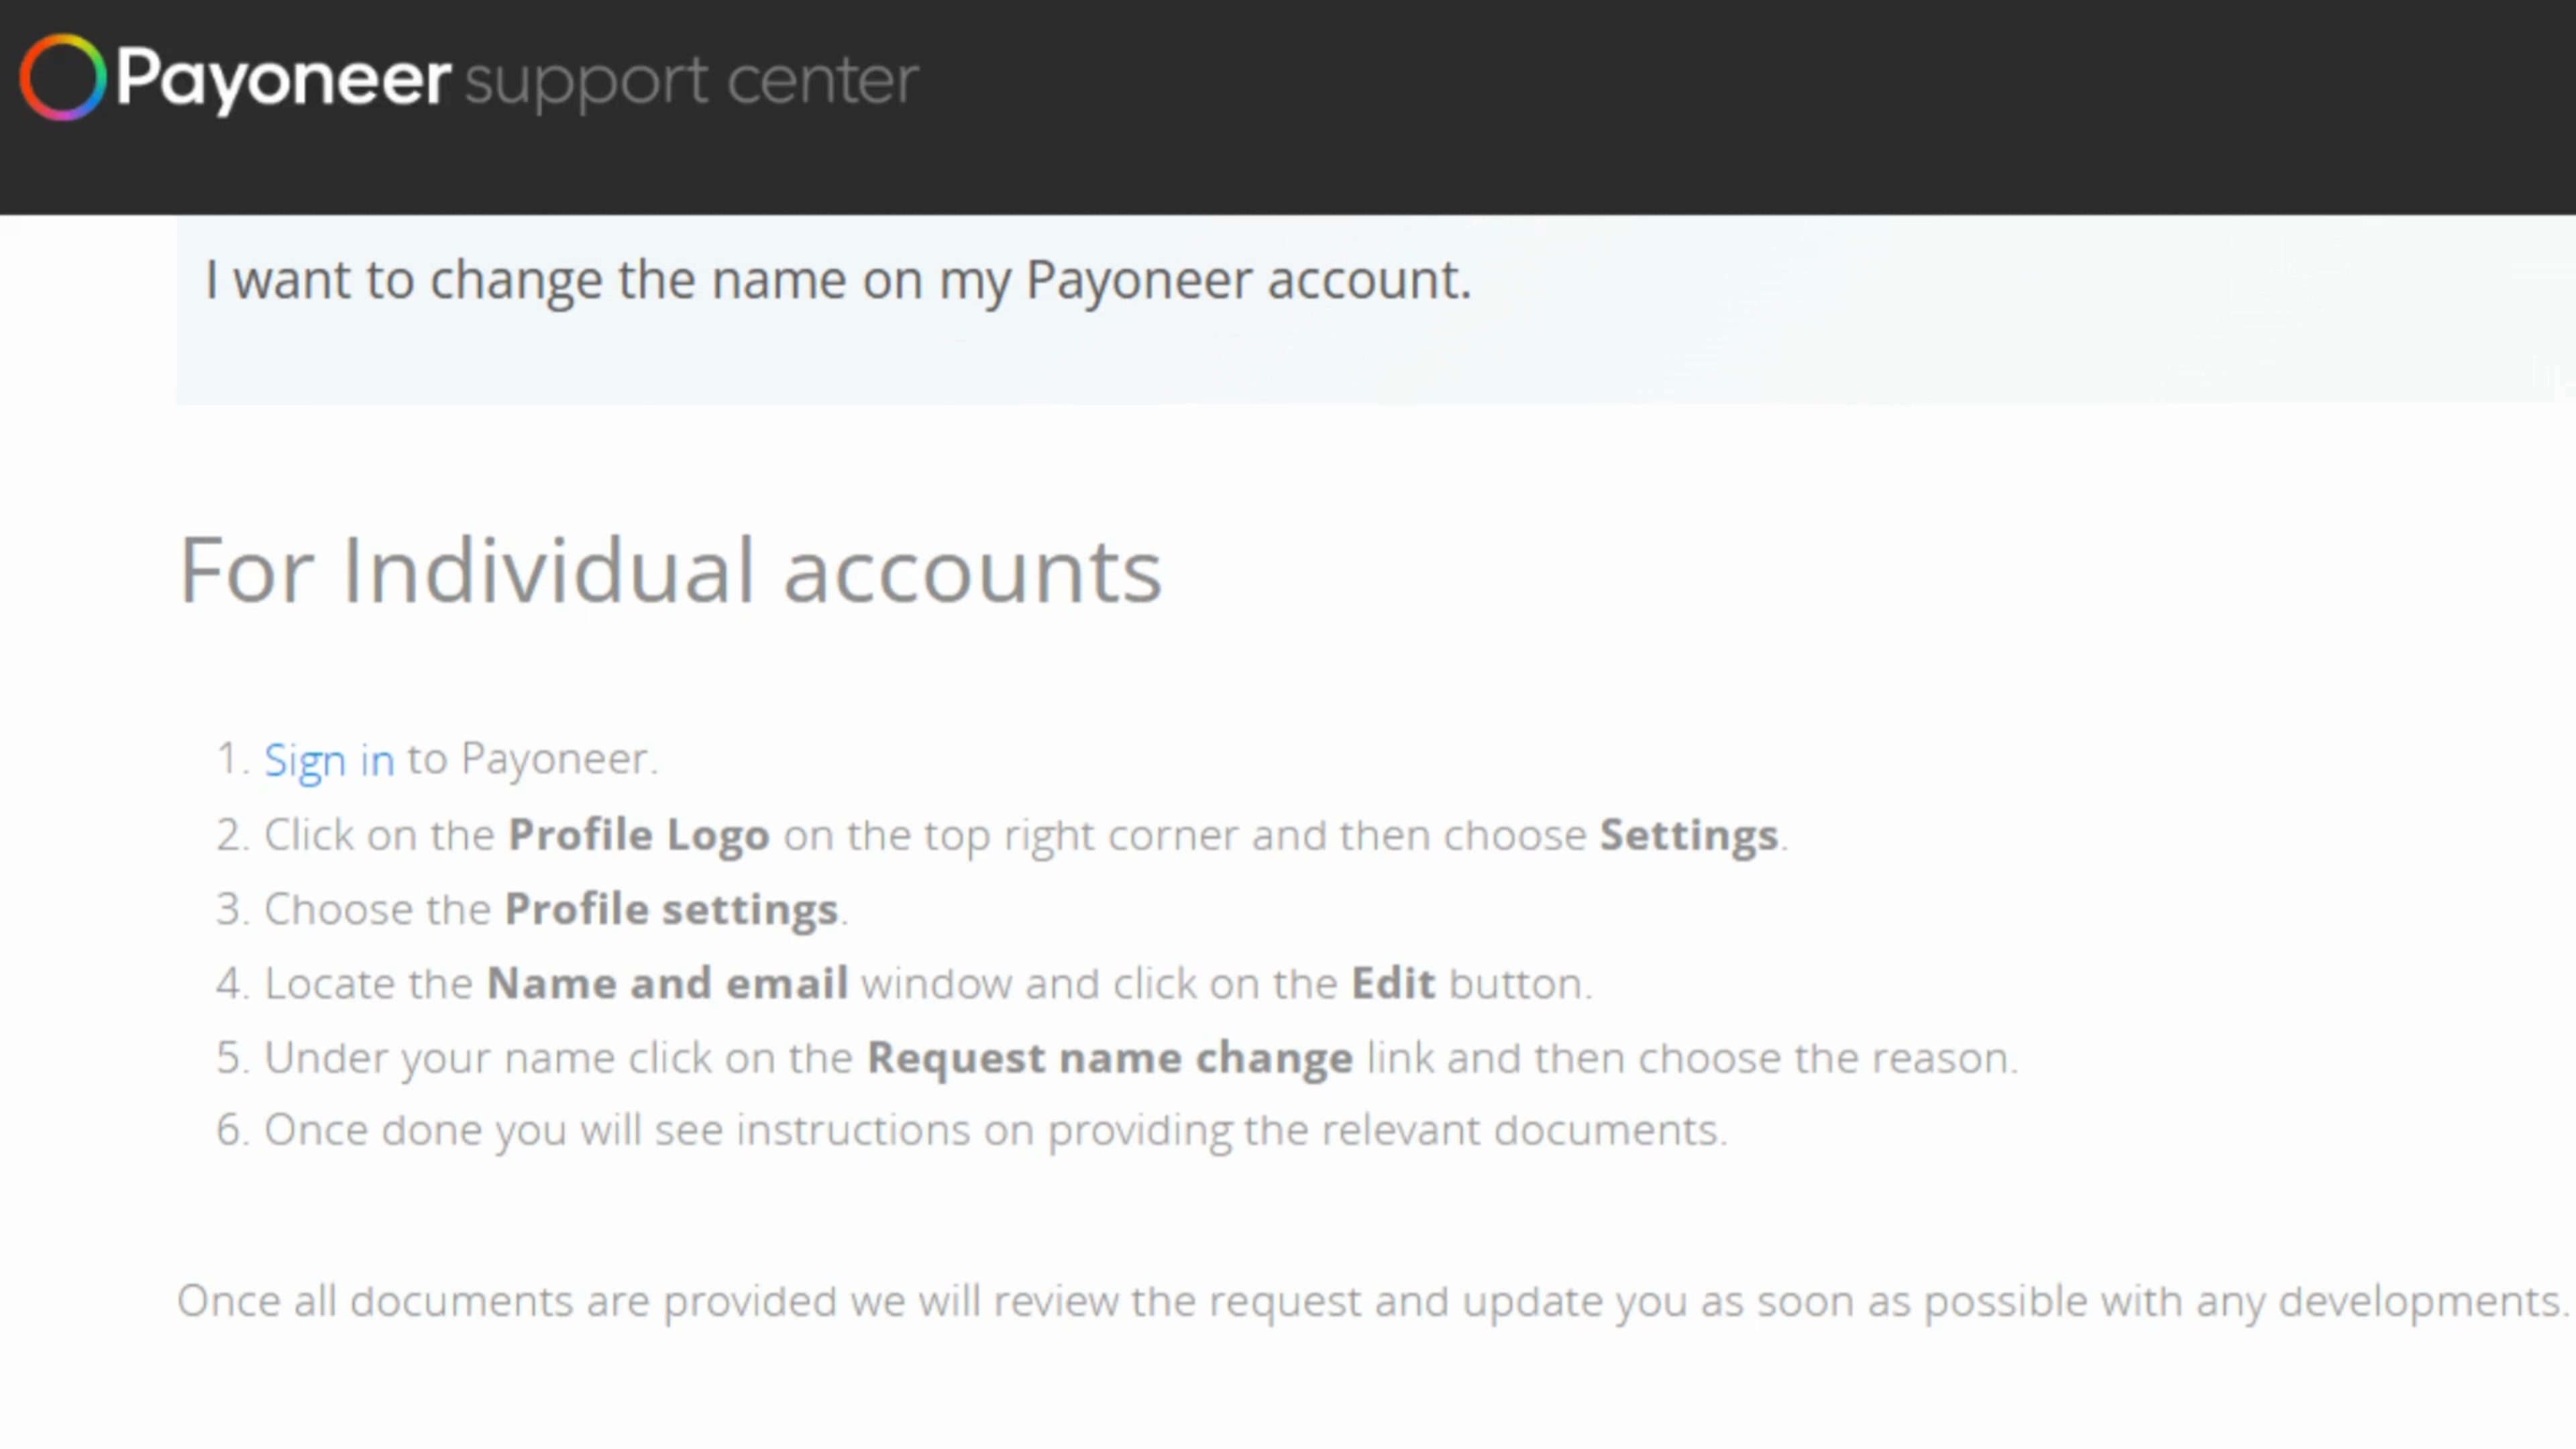 Payoneer support center
I want to change the name on my Payoneer account.
For Individual accounts
1. Sign in to Payoneer.
2. Click on the Profile Logo on the top right corner and then choose Settings.
3. Choose the Profile settings.
4. Locate the Name and email window and click on the Edit button.
5. Under your name click on the Request name change link and then choose the reason.
6. Once done you will see instructions on providing the relevant documents.
Once all documents are provided we will review the request and update you as soon as possible with any developments.